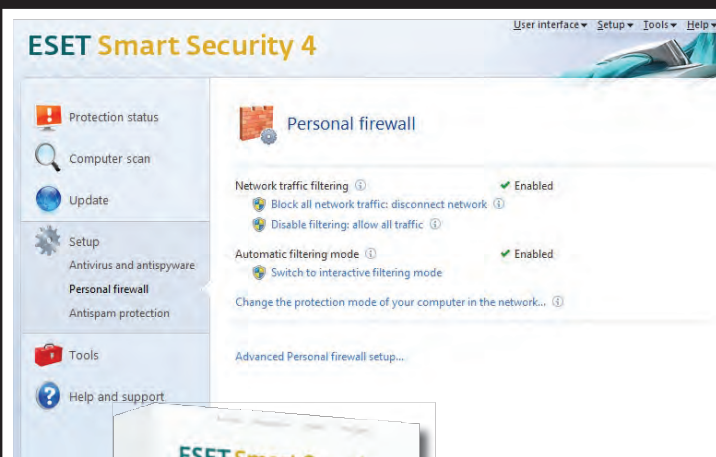 User interface Setup Tools Help
ESET Smart Security 4
Protection status
Computer scan
Update
Setup
Antivirus and antispyware
Personal firewall
Antispam protection
Tools
Help and support
Personal firewall
Network traffic filtering Enabled
Block all network traffic: disconnect network
Disable filtering: allow all traffic
Automatic filtering mode Enabled
Switch to interactive filtering mode
Change the protection mode of your computer in the network...
Advanced Personal firewall setup...
ESET Smart Security